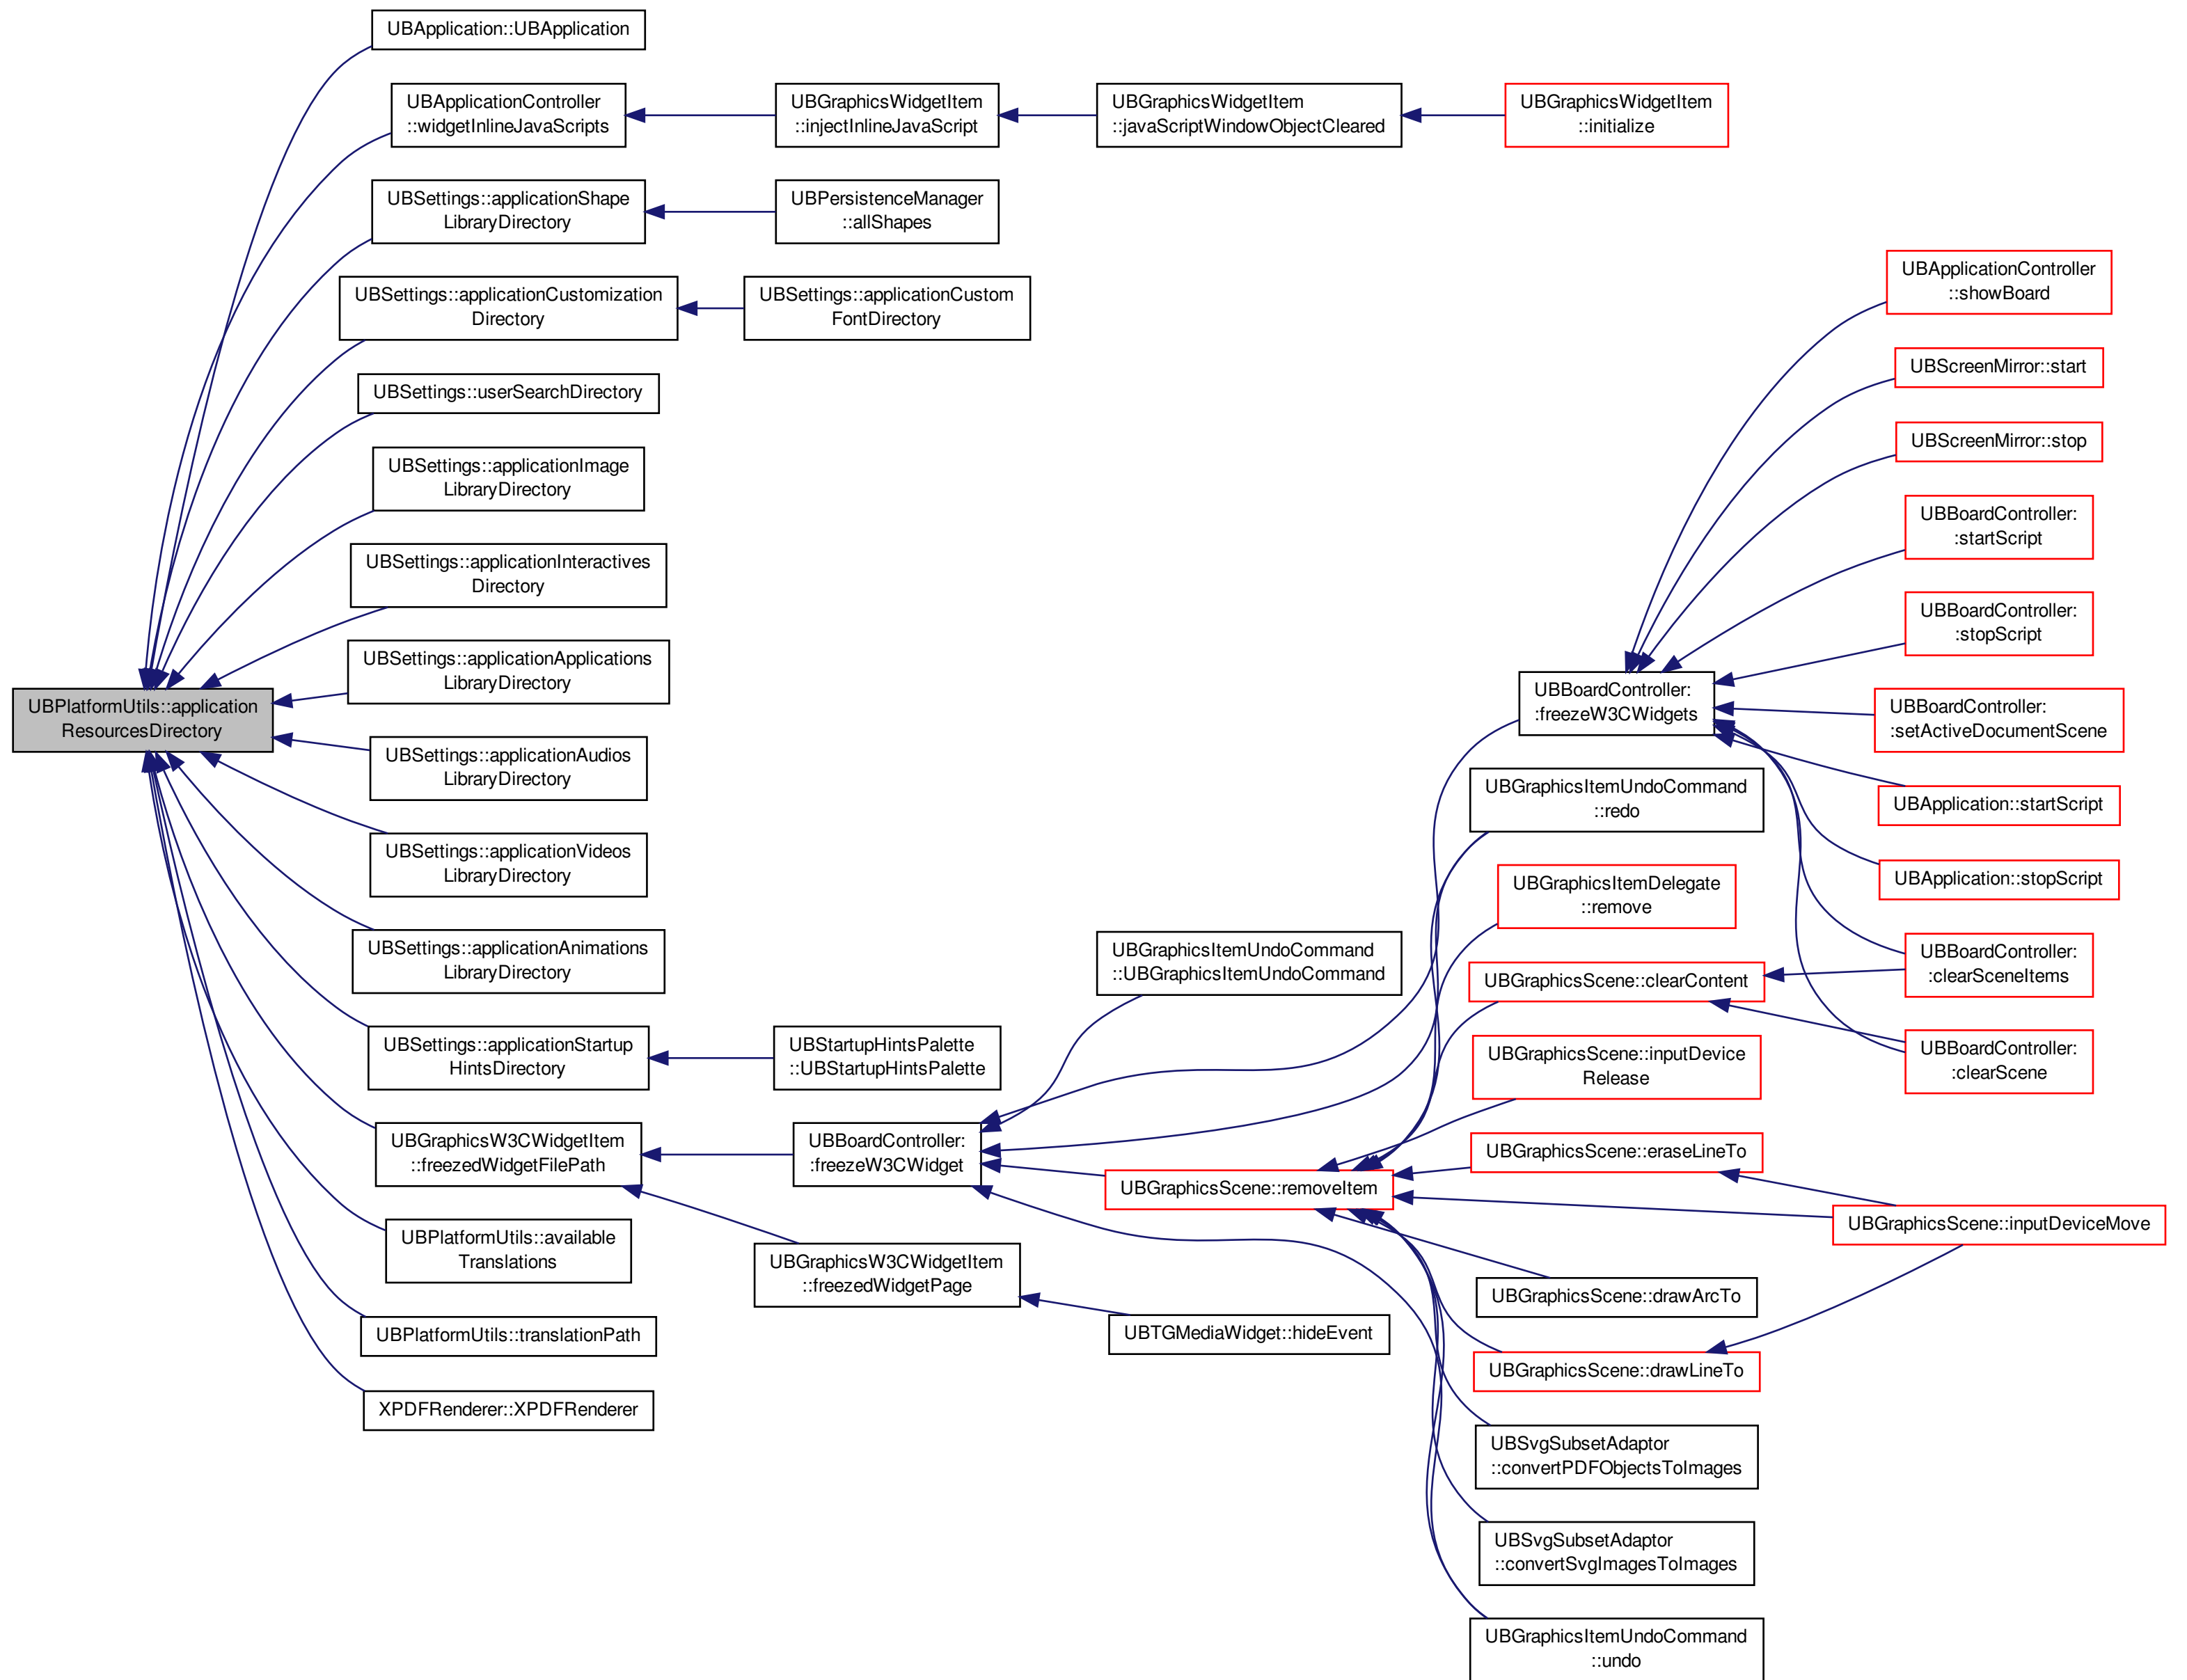 UBApplication::UBApplication
UBApplicationController
::widgetInlineJavaScripts
UBGraphicsWidgetItem
::injectInlineJavaScript
UBGraphicsWidgetItem
::javaScriptWindowObjectCleared
UBGraphicsWidgetItem
::initialize
UBSettings::applicationShape
LibraryDirectory
UBPersistenceManager
::allShapes
UBSettings::applicationCustomization
Directory
UBSettings::applicationCustom
FontDirectory
UBSettings::userSearchDirectory
UBSettings::applicationImage
LibraryDirectory
UBSettings::applicationInteractives
Directory
UBSettings::applicationApplications
LibraryDirectory
UBPlatformUtils::application
ResourcesDirectory
UBSettings::applicationAudios
LibraryDirectory
UBSettings::applicationVideos
LibraryDirectory
UBSettings::applicationAnimations
LibraryDirectory
UBSettings::applicationStartup
HintsDirectory
UBStartupHintsPalette
::UBStartupHintsPalette
UBGraphicsW3CWidgetItem
::freezedWidgetFilePath
UBPlatformUtils::available
Translations
UBPlatformUtils::translationPath
XPDFRenderer::XPDFRenderer
UBBoardController:
:freezeW3CWidget
UBGraphicsW3CWidgetItem
::freezedWidgetPage
UBGraphicsItemUndoCommand
::UBGraphicsItemUndoCommand
UBGraphicsScene::removeItem
UBTGMediaWidget::hideEvent
UBBoardController:
:freezeW3CWidgets
UBGraphicsItemUndoCommand
::redo
UBGraphicsItemDelegate
::remove
UBGraphicsScene::clearContent
UBGraphicsScene::inputDevice
Release
UBGraphicsScene::eraseLineTo
UBGraphicsScene::drawArcTo
UBGraphicsScene::drawLineTo
UBSvgSubsetAdaptor
::convertPDFObjectsToImages
UBSvgSubsetAdaptor
::convertSvgImagesToImages
UBGraphicsItemUndoCommand
::undo
UBApplicationController
::showBoard
UBScreenMirror::start
UBScreenMirror::stop
UBBoardController:
:startScript
UBBoardController:
:stopScript
UBBoardController:
:setActiveDocumentScene
UBApplication::startScript
UBApplication::stopScript
UBBoardController:
:clearSceneItems
UBBoardController:
:clearScene
UBGraphicsScene::inputDeviceMove